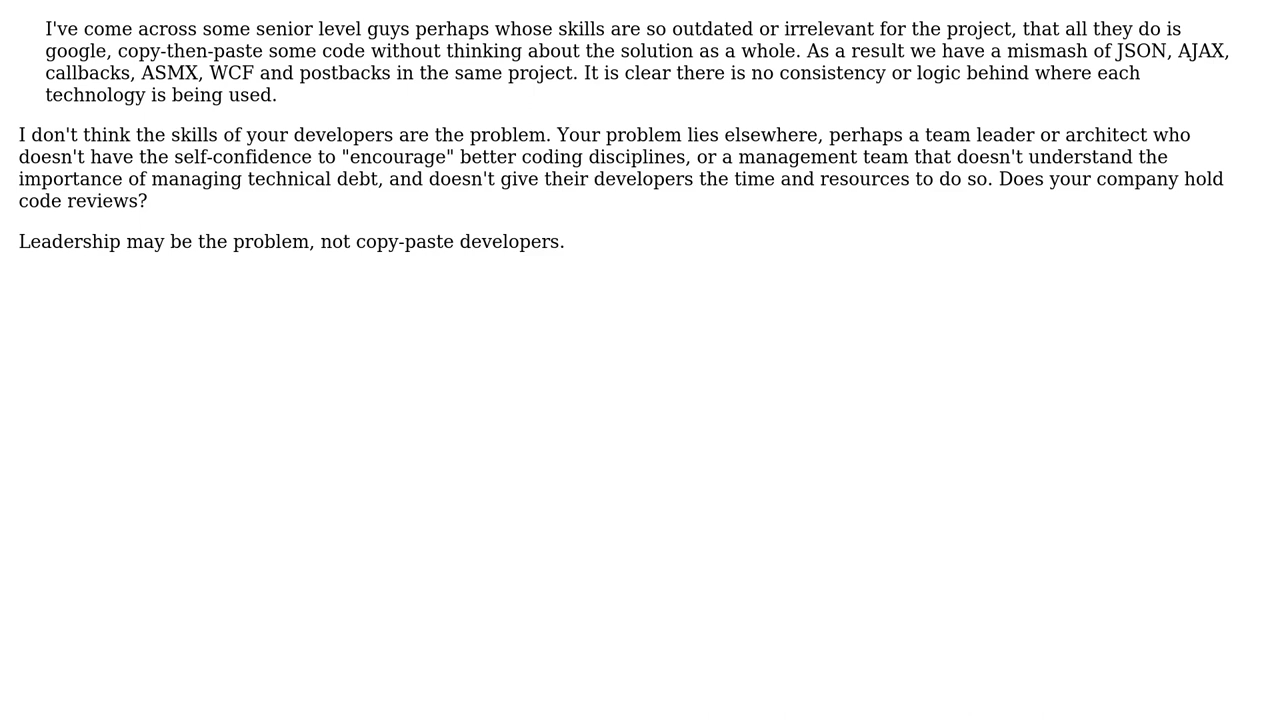 I've come across some senior level guys perhaps whose skills are so outdated or irrelevant for the project, that all they do is
google, copy-then-paste some code without thinking about the solution as a whole. As a result we have a mismash of JSON, AJAX,
callbacks, ASMX, WCF and postbacks in the same project. It is clear there is no consistency or logic behind where each
technology is being used.
I don't think the skills of your developers are the problem. Your problem lies elsewhere, perhaps a team leader or architect who
doesn't have the self-confidence to "encourage" better coding disciplines, or a management team that doesn't understand the
importance of managing technical debt, and doesn't give their developers the time and resources to do so. Does your company hold
code reviews?
Leadership may be the problem, not copy-paste developers.